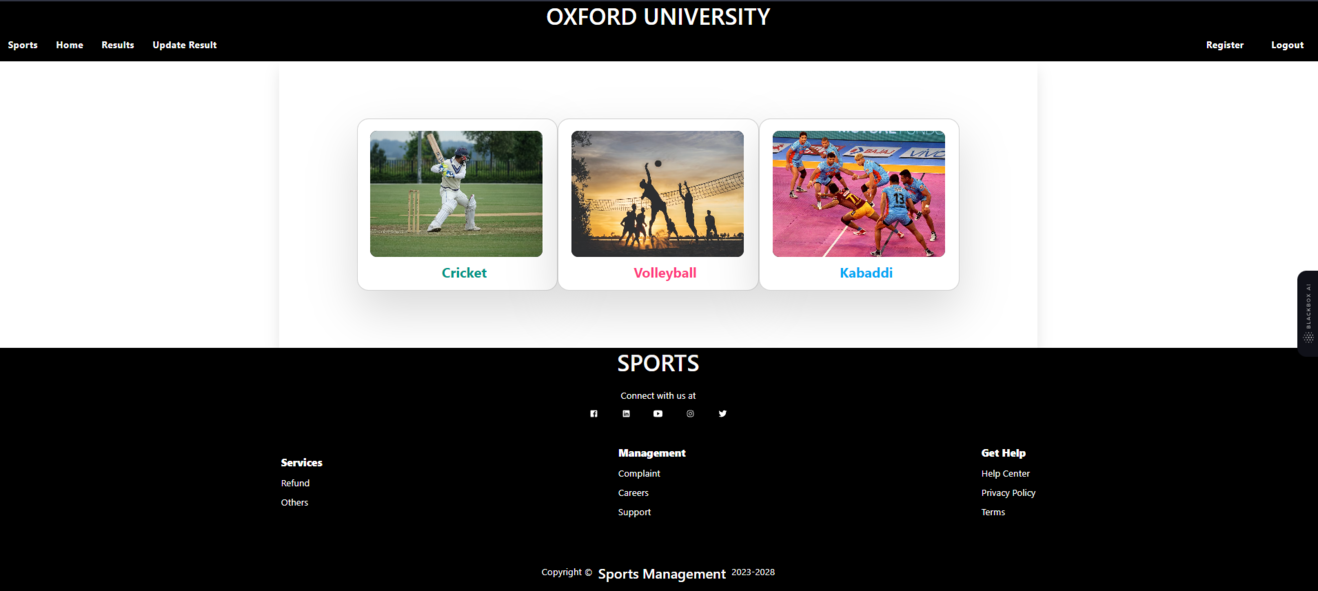 OXFORD UNIVERSITY
Sports Home Results Update Result Register Logout
13
Cricket Volleyball Kabaddi
BLACKBOX AI
SPORTS
Connect with us at
Services
Refund
Others
Management
Complaint
Careers
Support
Get Help
Help Center
Privacy Policy
Terms
Copyright © Sports Management 2023-2028